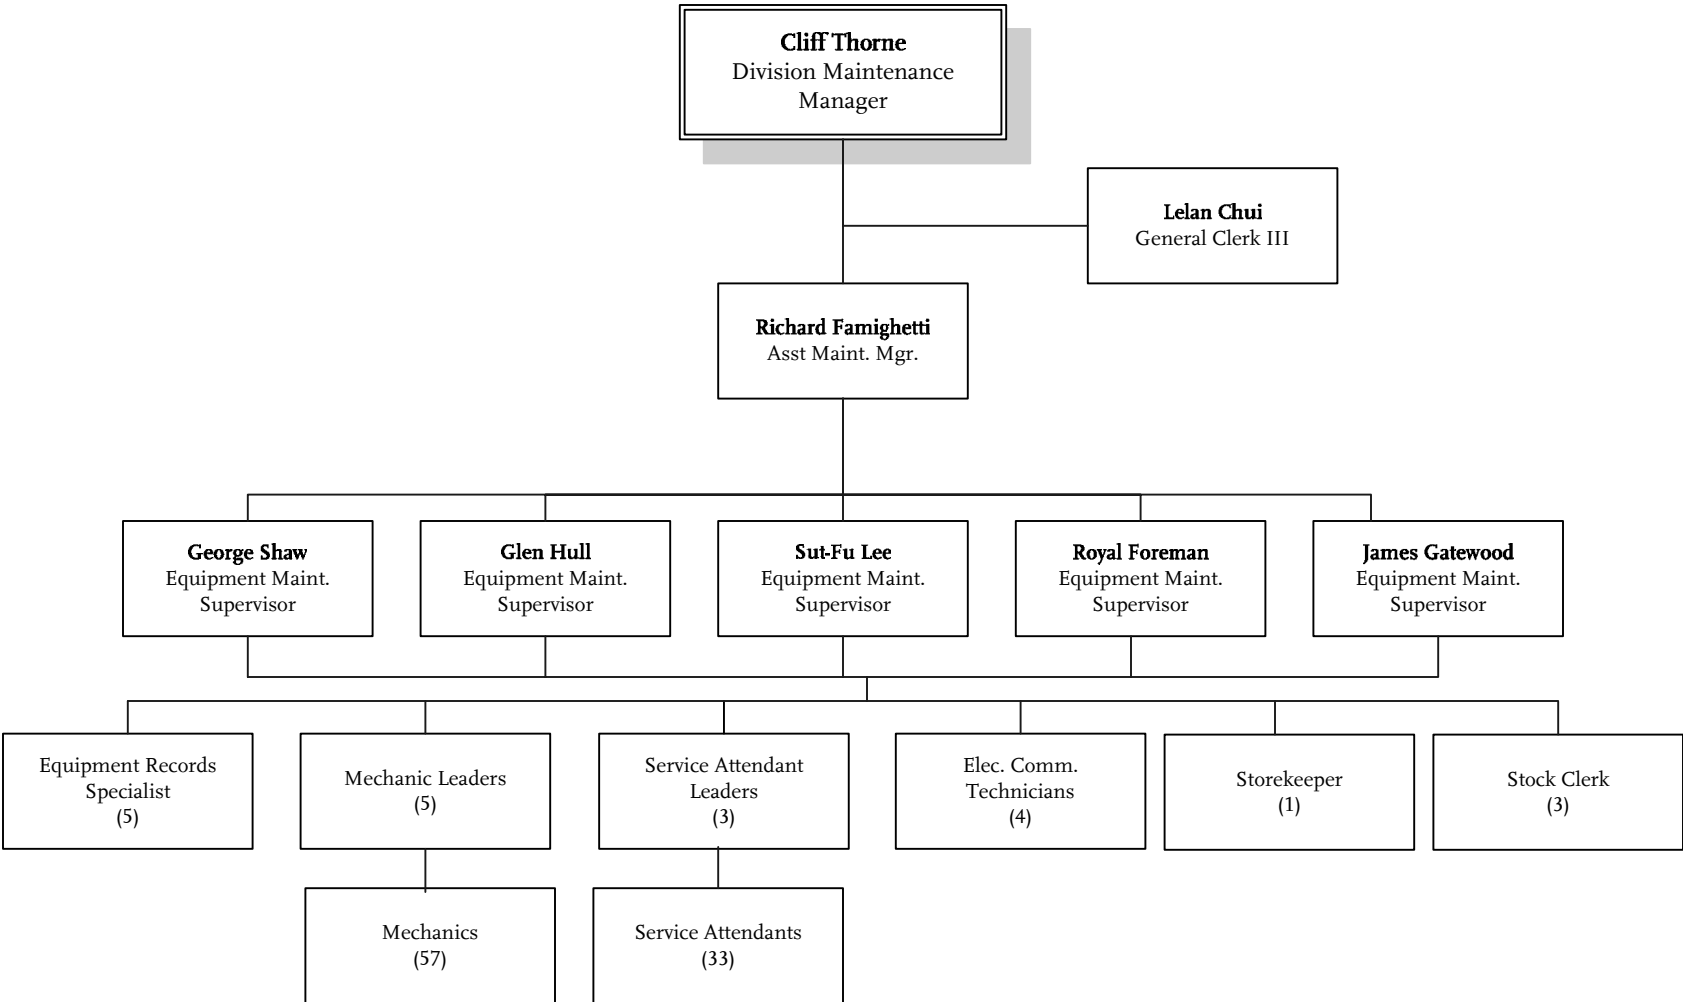 Cliff Thorne
Division Maintenance
Manager
Lelan Chui
General Clerk III
Richard Famighetti
Asst Maint. Mgr.
George Shaw
Equipment Maint.
Supervisor
Glen Hull
Equipment Maint.
Supervisor
Sut-Fu Lee
Equipment Maint.
Supervisor
Royal Foreman
Equipment Maint.
Supervisor
James Gatewood
Equipment Maint.
Supervisor
Equipment Records
Specialist
(5)
Mechanic Leaders
(5)
Service Attendant
Leaders
(3)
Elec. Comm.
Technicians
(4)
Storekeeper
(1)
Stock Clerk
(3)
Mechanics
(57)
Service Attendants
(33)